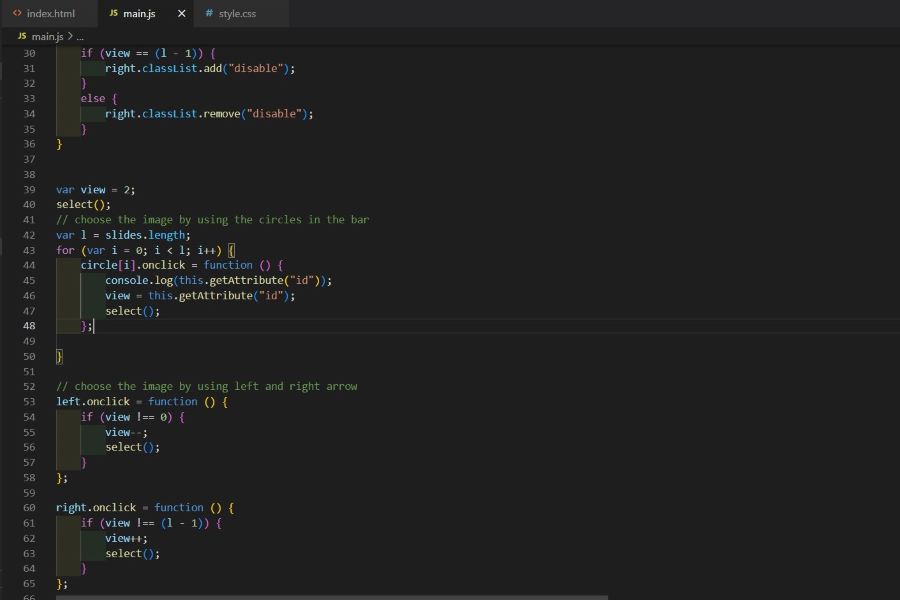 <> index.html JS main.js × # style.css
JS main.js > ...
30 if (view == (l - 1)) {
31 right.classList.add("disable");
32 }
33 else {
34 right.classList.remove("disable");
35 }
36 }
37
38
39 var view = 2;
40 select();
41 // choose the image by using the circles in the bar
42 var l = slides.length;
43 for (var i = 0; i < l; i++) {
44 circle[i].onclick = function () {
45 console.log(this.getAttribute("id"));
46 view = this.getAttribute("id");
47 select();
48 };
49
50 }
51
52 // choose the image by using left and right arrow
53 left.onclick = function () {
54 if (view !== 0) {
55 view--;
56 select();
57 }
58 };
59
60 right.onclick = function () {
61 if (view !== (l - 1)) {
62 view++;
63 select();
64 }
65 };
66